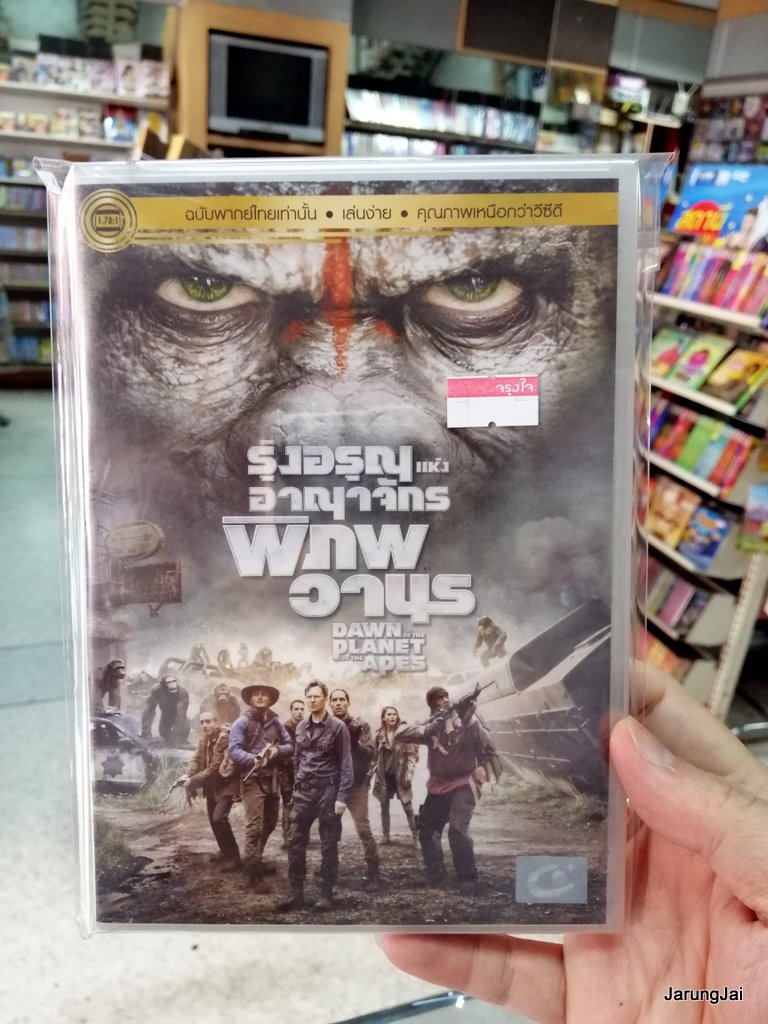 1.78:1
ฉบับพากย์ไทยเท่านั้น • เล่นง่าย • คุณภาพเหนือกว่าวีซีดี
จรุงใจ
รุ่งอรุณแห่ง
อาณาจักร
พิภพ
วานร
DAWN OF THE
PLANET
OF THE APES
JarungJai